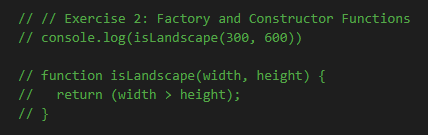 // // Exercise 2: Factory and Constructor Functions
// console.log(isLandscape(300, 600))
// function isLandscape(width, height) {
//   return (width > height);
// }